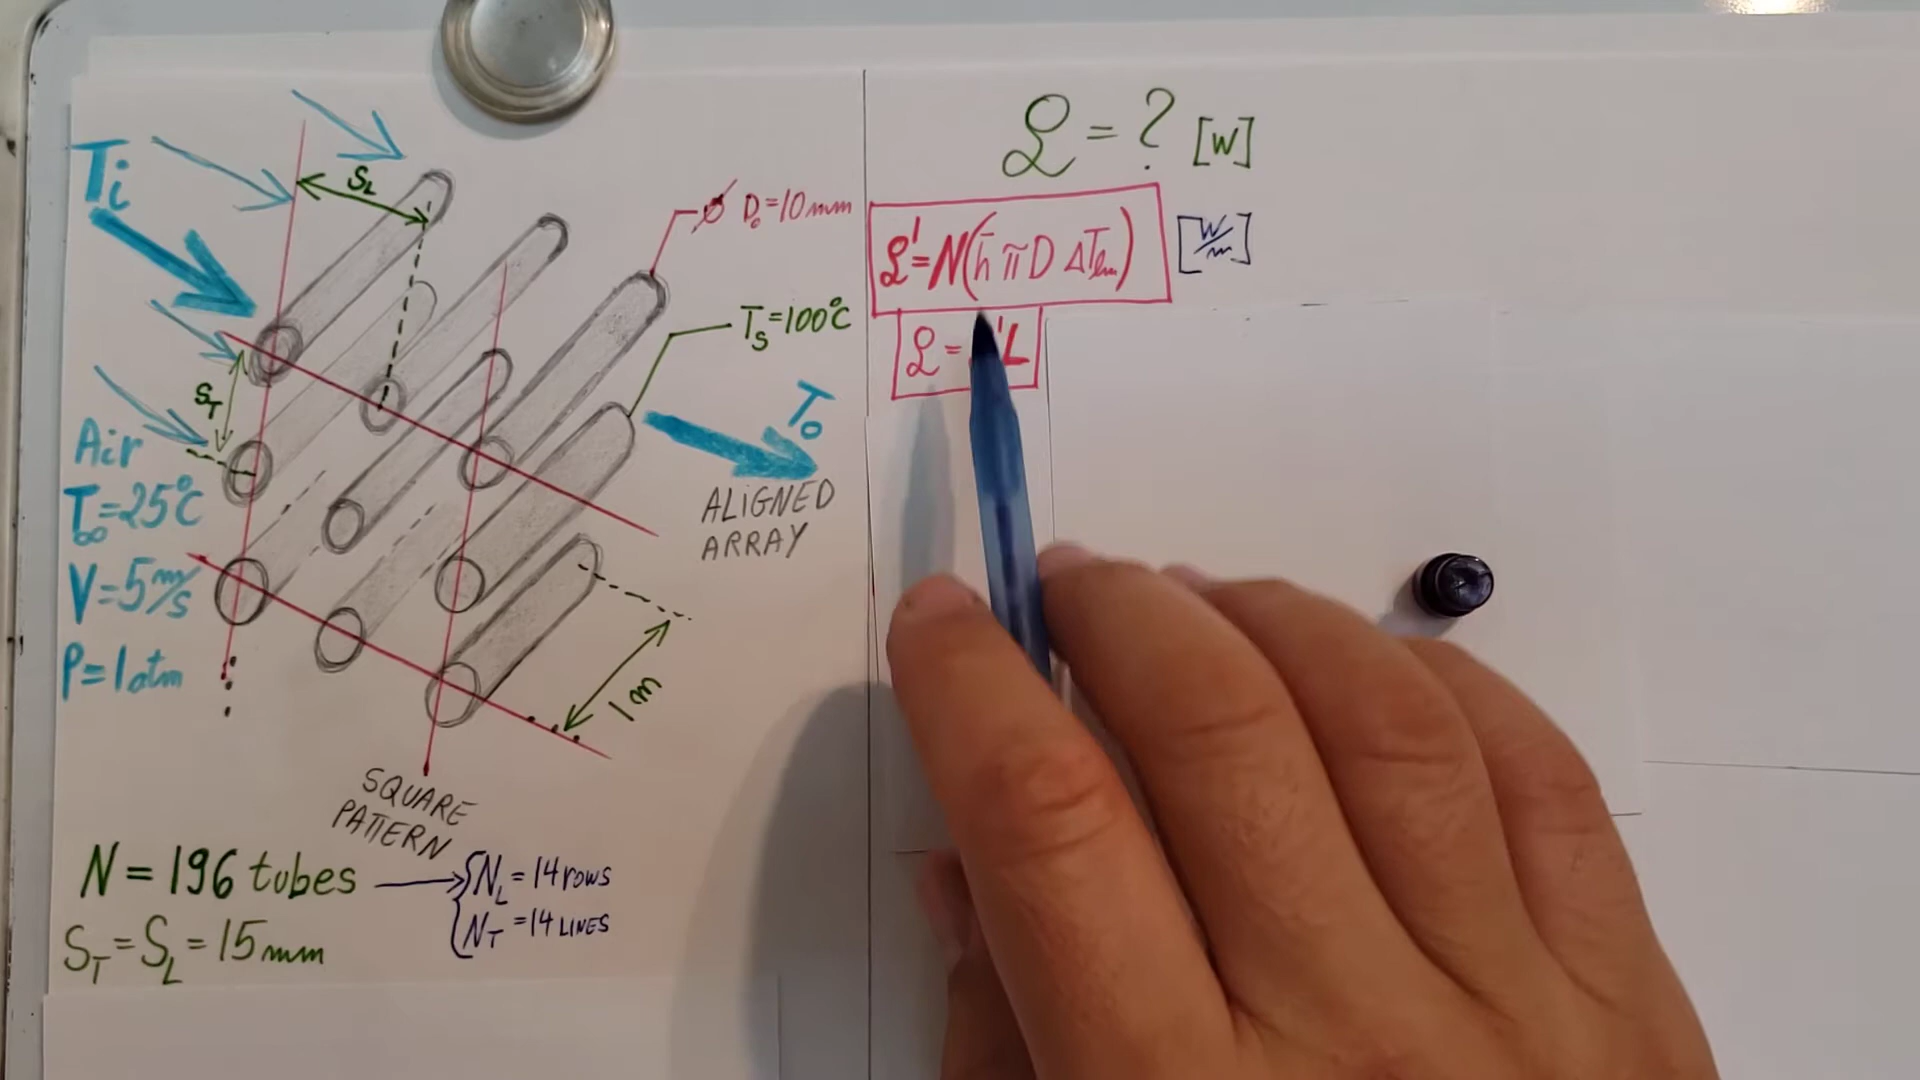 Ti
SL
ST
Ø Do=10mm
Ts=100°C
To
ALIGNED
ARRAY
Air
T∞=25°C
V=5m/s
P=1atm
1m
SQUARE
PATTERN
N=196 tubes → { NL=14 rows
NT=14 LINES
ST=SL=15mm
q=? [W]
q'=N(h̄ π D ΔTlm) [W/m]
q=q'L